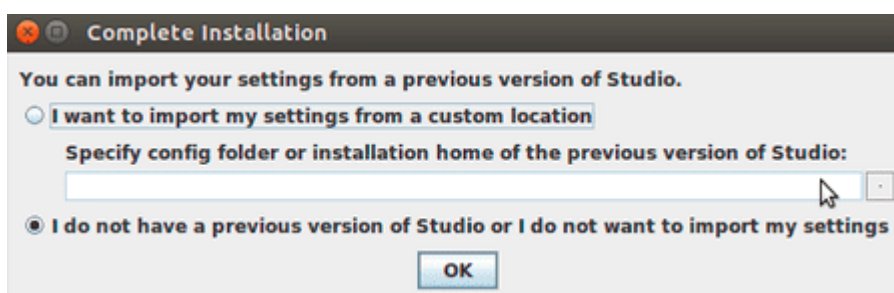 Complete Installation
You can import your settings from a previous version of Studio.
I want to import my settings from a custom location
Specify config folder or installation home of the previous version of Studio:
I do not have a previous version of Studio or I do not want to import my settings
OK